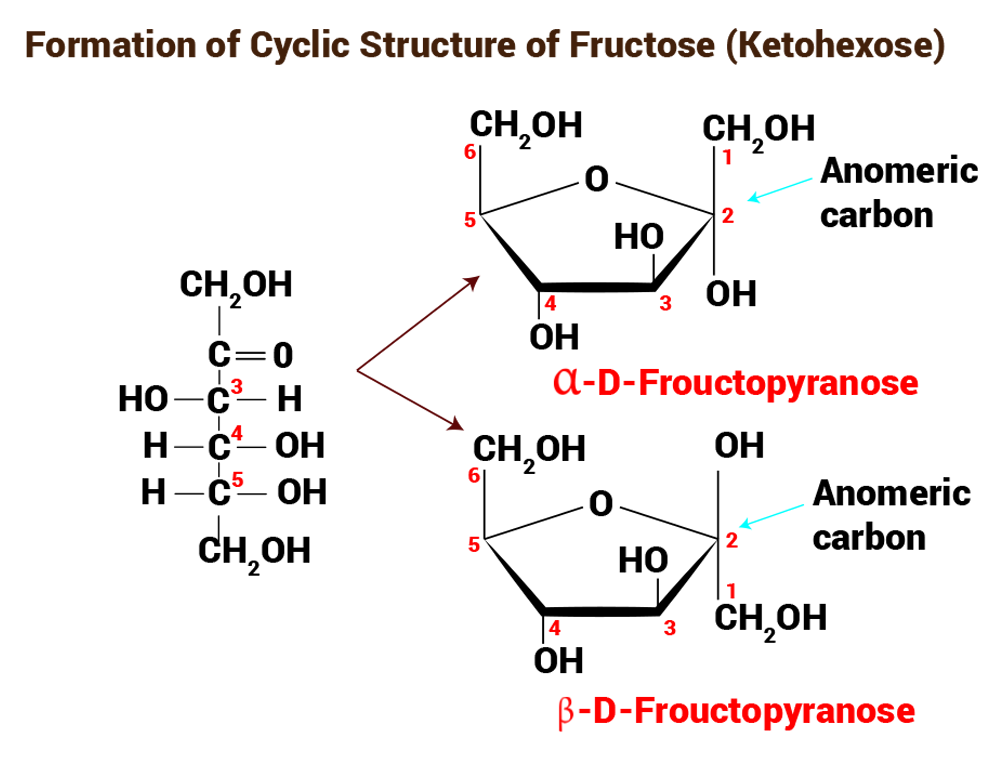 Formation of Cyclic Structure of Fructose (Ketohexose)
CH2OH
C=0
HO—C3—H
H—C4—OH
H—C5—OH
CH2OH
CH2OH
6
CH2OH
1
O
5
2
Anomeric
carbon
HO
4
3
OH
OH
α-D-Frouctopyranose
CH2OH
6
OH
O
5
2
Anomeric
carbon
HO
1
4
3
CH2OH
OH
β-D-Frouctopyranose